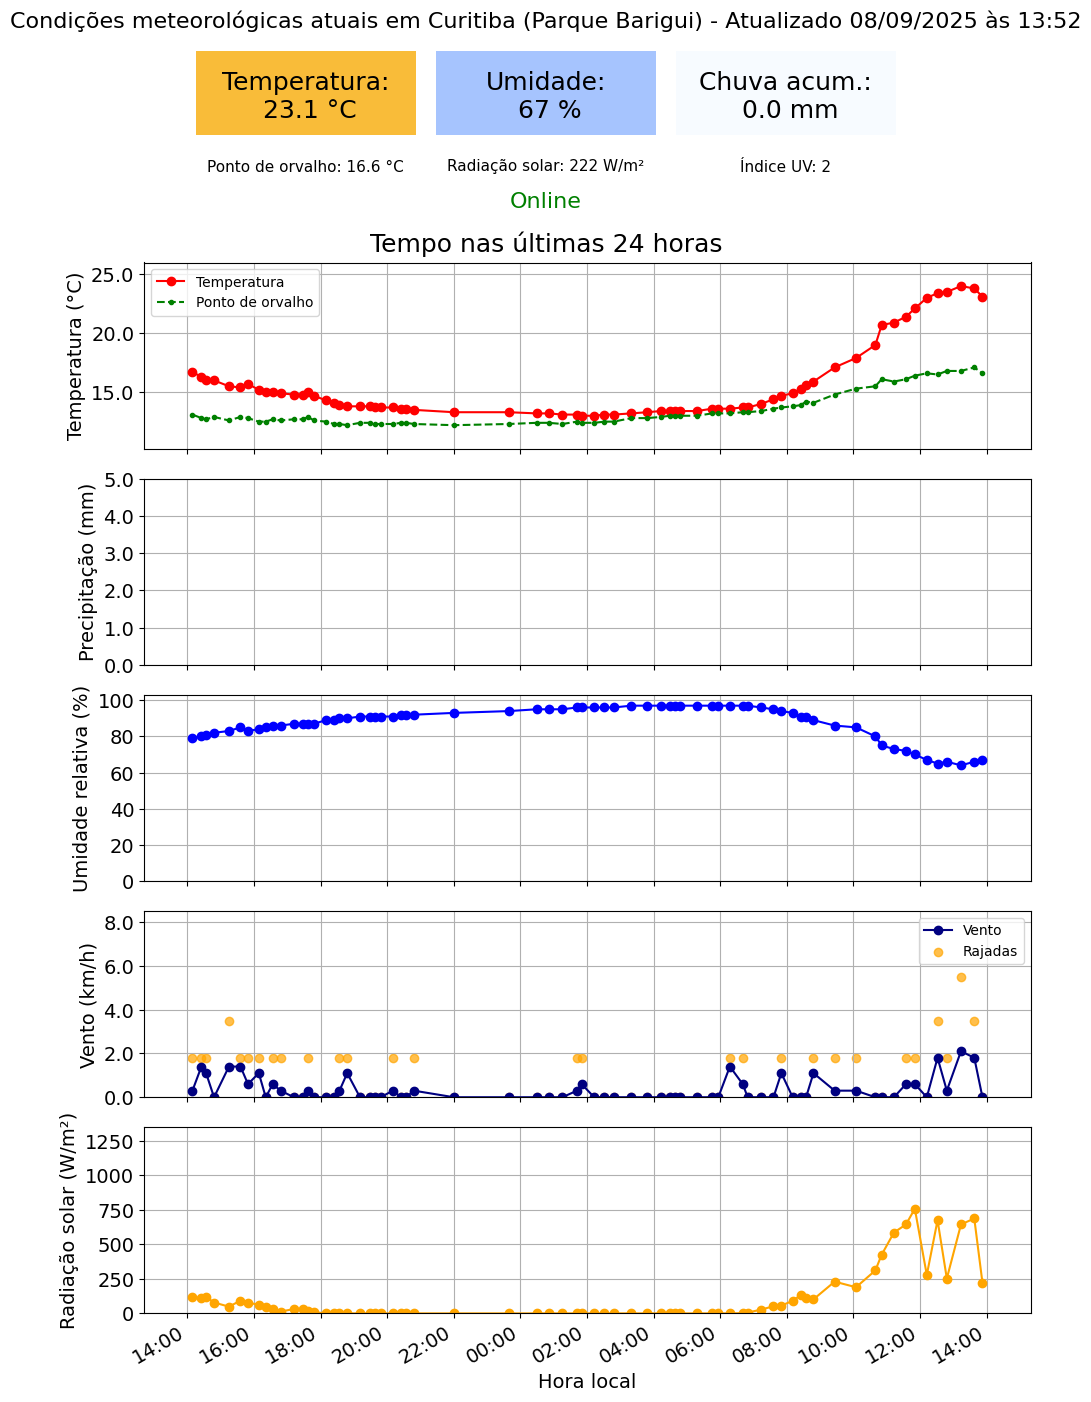 Condições meteorológicas atuais em Curitiba (Parque Barigui) - Atualizado 08/09/2025 às 13:52
Temperatura:
23.1 °C
Umidade:
67 %
Chuva acum.:
0.0 mm
Ponto de orvalho: 16.6 °C
Radiação solar: 222 W/m²
Índice UV: 2
Online
Tempo nas últimas 24 horas
Temperatura (°C)
25.0
20.0
15.0
Temperatura
Ponto de orvalho
Precipitação (mm)
5.0
4.0
3.0
2.0
1.0
0.0
Umidade relativa (%)
100
80
60
40
20
0
Vento (km/h)
8.0
6.0
4.0
2.0
0.0
Vento
Rajadas
Radiação solar (W/m²)
1250
1000
750
500
250
0
14:00
16:00
18:00
20:00
22:00
00:00
02:00
04:00
06:00
08:00
10:00
12:00
14:00
Hora local